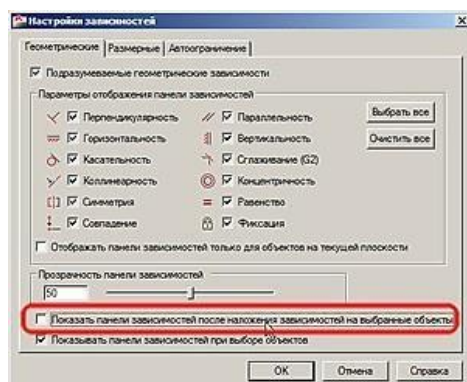 Настройки зависимостей
Геометрические Размерные Автоограничение
Подразумеваемые геометрические зависимости
Параметры отображения панели зависимостей
Перпендикулярность Параллельность Выбрать все
Горизонтальность Вертикальность Очистить все
Касательность Сглаживание (G2)
Коллинеарность Концентричность
Симметрия Равенство
Совпадение Фиксация
Отображать панели зависимостей только для объектов на текущей плоскости
Прозрачность панели зависимостей
50
Показать панели зависимостей после наложения зависимостей на выбранные объекты
Показывать панели зависимостей при выборе объектов
OK Отмена Справка